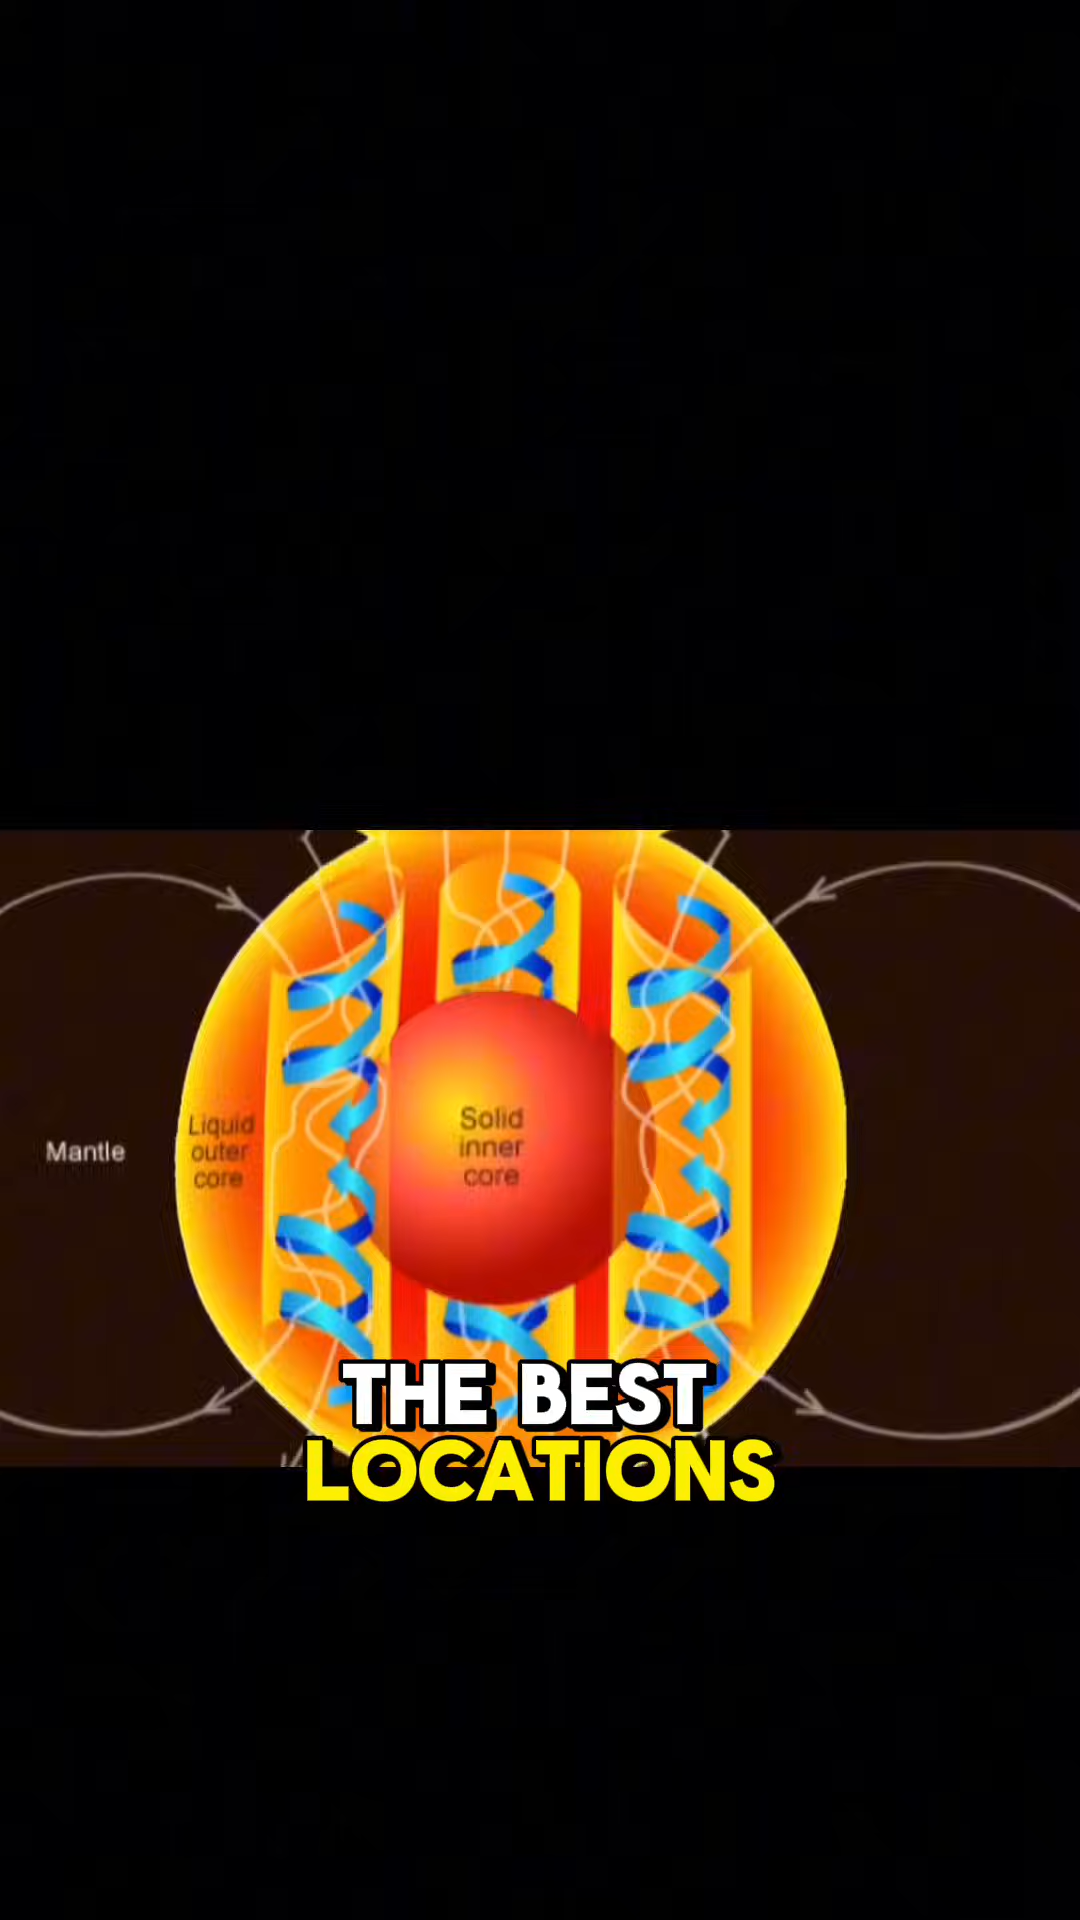 Mantle
Liquid
outer
core
Solid
inner
core
THE BEST
LOCATIONS